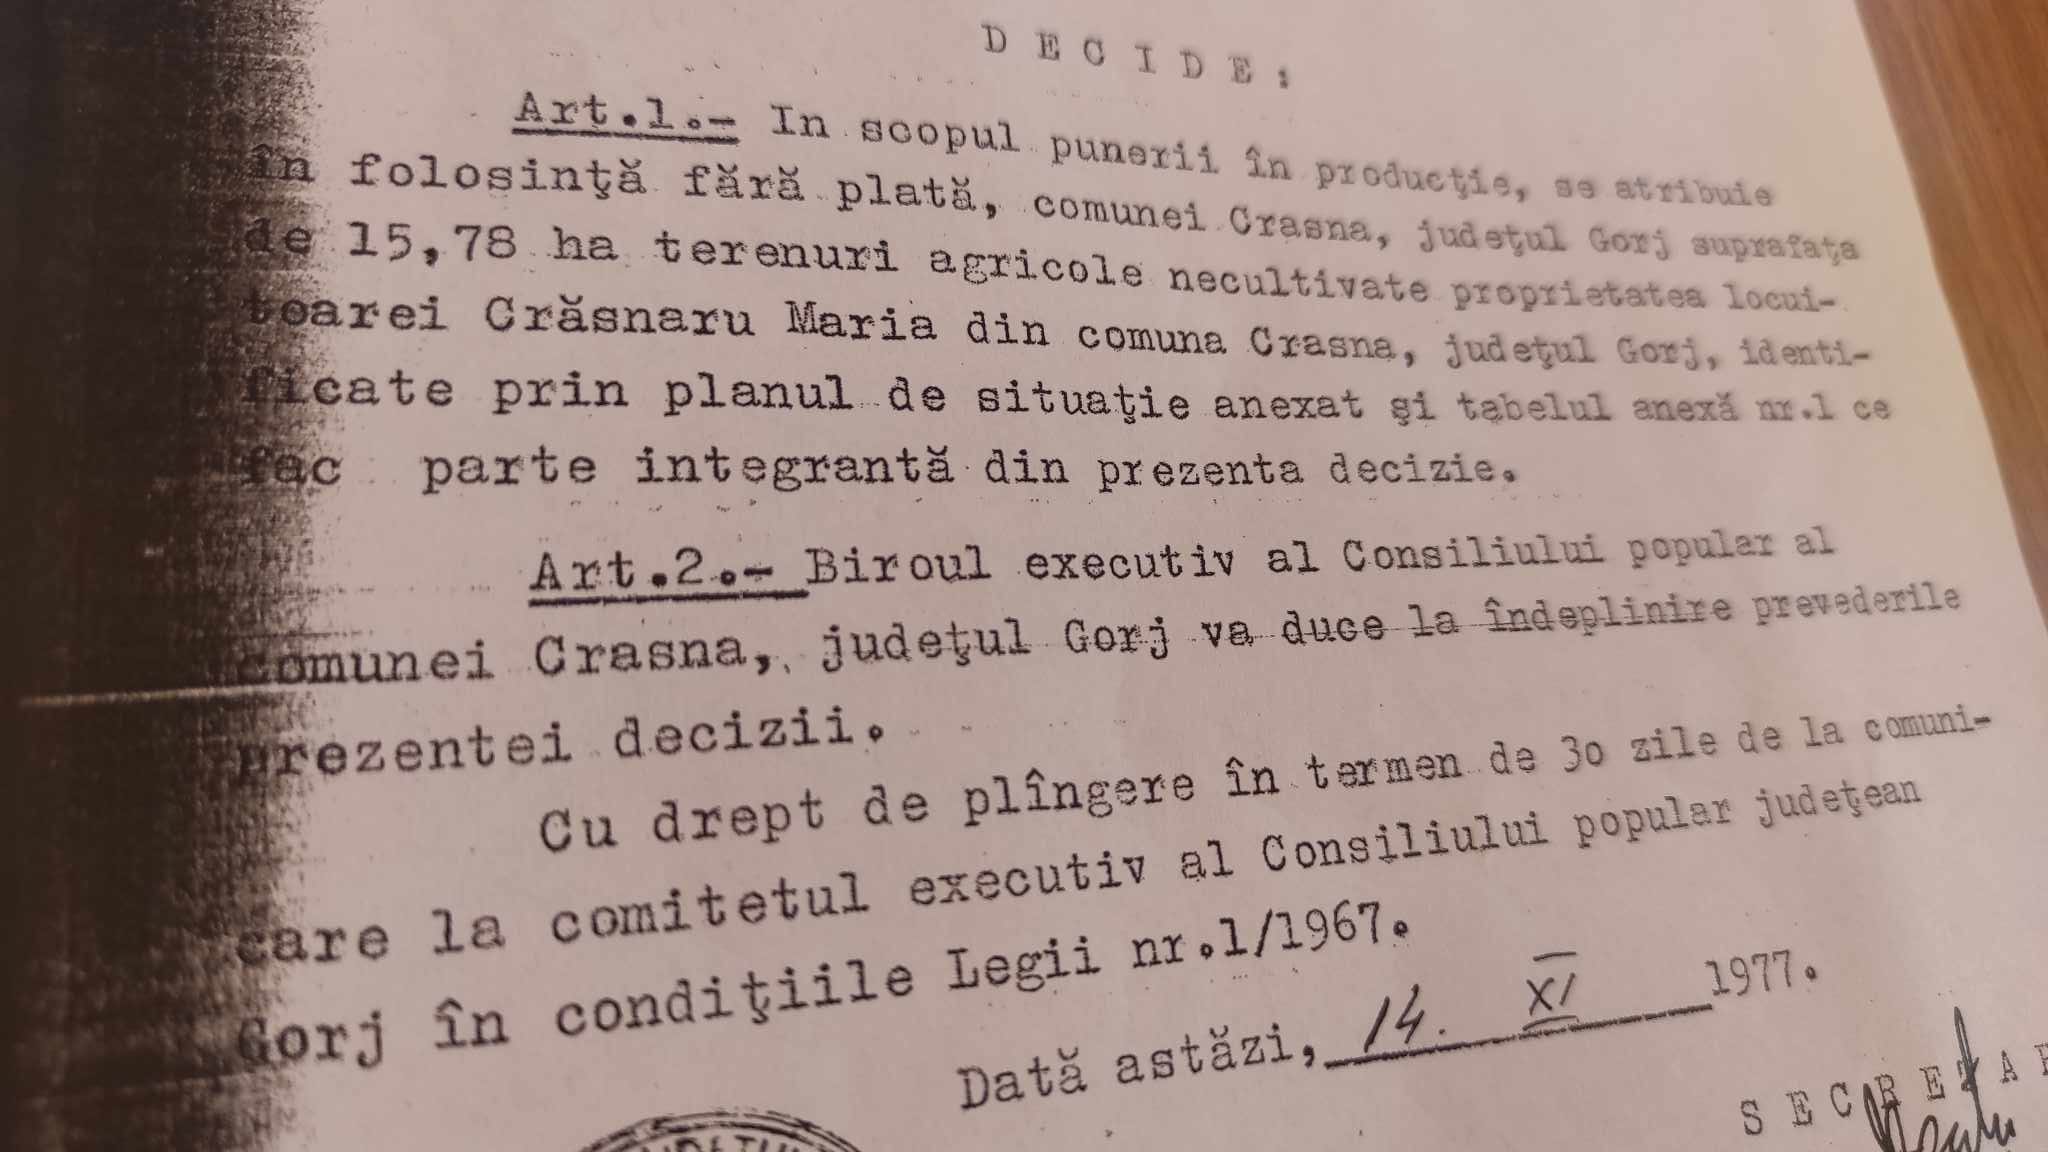 D E C I D E :
Art.1.- In scopul punerii în producţie, se atribuie
în folosinţă fără plată, comunei Crasna, judeţul Gorj suprafaţa
de 15,78 ha terenuri agricole necultivate proprietatea locui-
toarei Crăsnaru Maria din comuna Crasna, judeţul Gorj, identi-
ficate prin planul de situaţie anexat şi tabelul anexă nr.1 ce
fac parte integrantă din prezenta decizie.
Art.2.- Biroul executiv al Consiliului popular al
comunei Crasna, judeţul Gorj va duce la îndeplinire prevederile
prezentei decizii.
Cu drept de plîngere în termen de 3o zile de la comuni-
care la comitetul executiv al Consiliului popular judeţean
Gorj în condiţiile Legii nr.1/1967.
Dată astăzi, 14. XI 1977.
S E C R E T A R